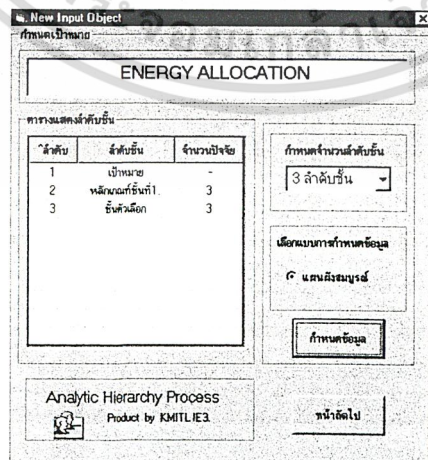 New Input Object
กำหนดเป้าหมาย
ENERGY ALLOCATION
ตารางแสดงลำดับชั้น
ลำดับ ลำดับชั้น จำนวนปัจจัย
1 เป้าหมาย -
2 หลักเกณฑ์ชั้นที่1 3
3 ชั้นตัวเลือก 3
กำหนดจำนวนลำดับชั้น
3 ลำดับชั้น
เลือกแบบการกำหนดข้อมูล
แผนผังสมบูรณ์
กำหนดข้อมูล
Analytic Hierarchy Process
Product by KMITL IE3.
หน้าถัดไป